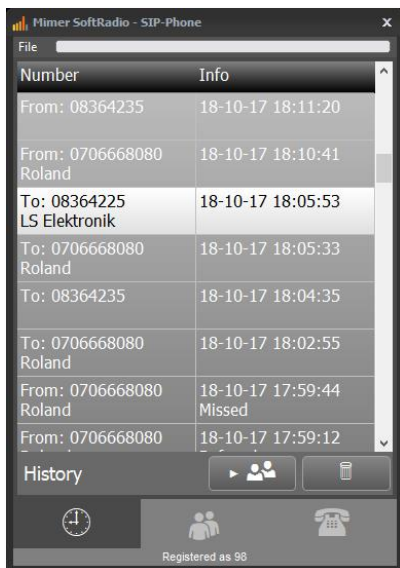 Mimer SoftRadio - SIP-Phone x
File
Number Info
From: 08364235 18-10-17 18:11:20
From: 0706668080 18-10-17 18:10:41
Roland
To: 08364225 18-10-17 18:05:53
LS Elektronik
To: 0706668080 18-10-17 18:05:33
Roland
To: 08364235 18-10-17 18:04:35
To: 0706668080 18-10-17 18:02:55
Roland
From: 0706668080 18-10-17 17:59:44
Roland Missed
From: 0706668080 18-10-17 17:59:12
History
Registered as 98